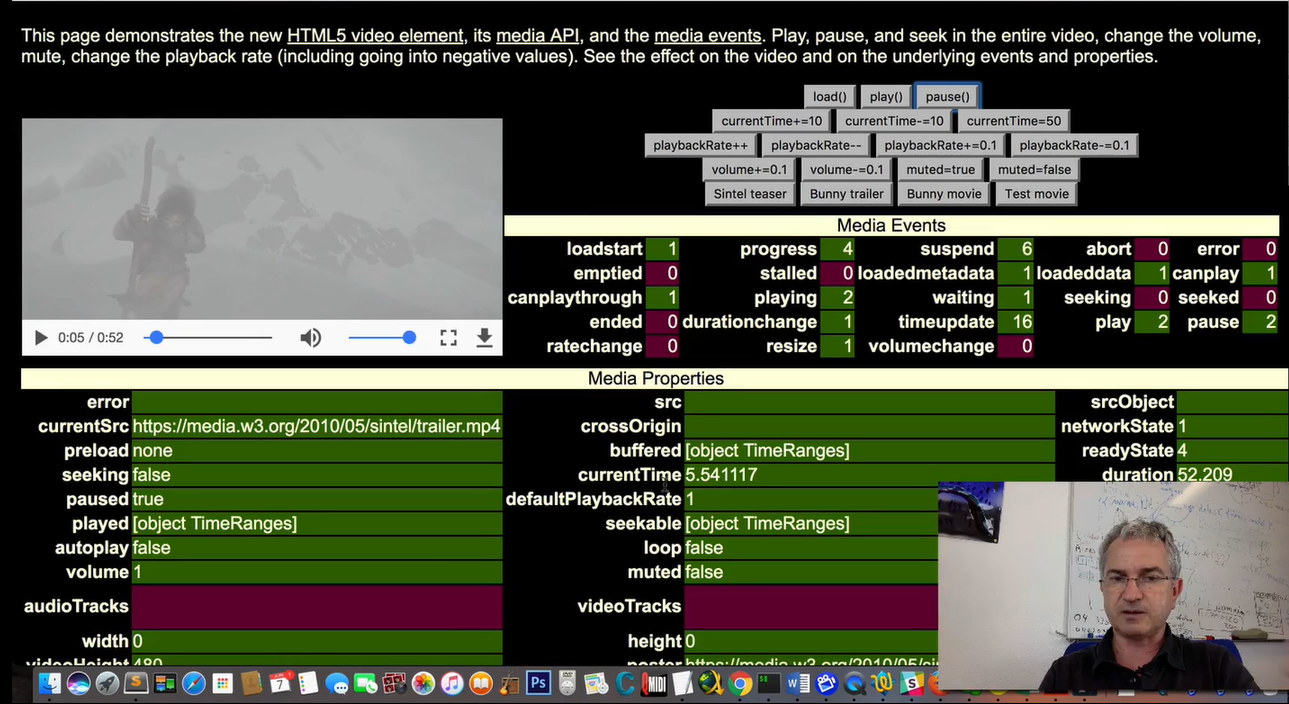 This page demonstrates the new HTML5 video element, its media API, and the media events. Play, pause, and seek in the entire video, change the volume,
mute, change the playback rate (including going into negative values). See the effect on the video and on the underlying events and properties.
load() play() pause()
currentTime+=10 currentTime-=10 currentTime=50
playbackRate++ playbackRate-- playbackRate+=0.1 playbackRate-=0.1
volume+=0.1 volume-=0.1 muted=true muted=false
Sintel teaser Bunny trailer Bunny movie Test movie
Media Events
loadstart 1 progress 4 suspend 6 abort 0 error 0
emptied 0 stalled 0 loadedmetadata 1 loadeddata 1 canplay 1
canplaythrough 1 playing 2 waiting 1 seeking 0 seeked 0
ended 0 durationchange 1 timeupdate 16 play 2 pause 2
ratechange 0 resize 1 volumechange 0
0:05 / 0:52
Media Properties
error src srcObject
currentSrc https://media.w3.org/2010/05/sintel/trailer.mp4 crossOrigin networkState 1
preload none buffered [object TimeRanges] readyState 4
seeking false currentTime 5.541117 duration 52.209
paused true defaultPlaybackRate 1
played [object TimeRanges] seekable [object TimeRanges]
autoplay false loop false
volume 1 muted false
audioTracks videoTracks
width 0 height 0
videoHeight 480 poster https://media.w3.org/2010/05/si
7 Ps MIDI W S